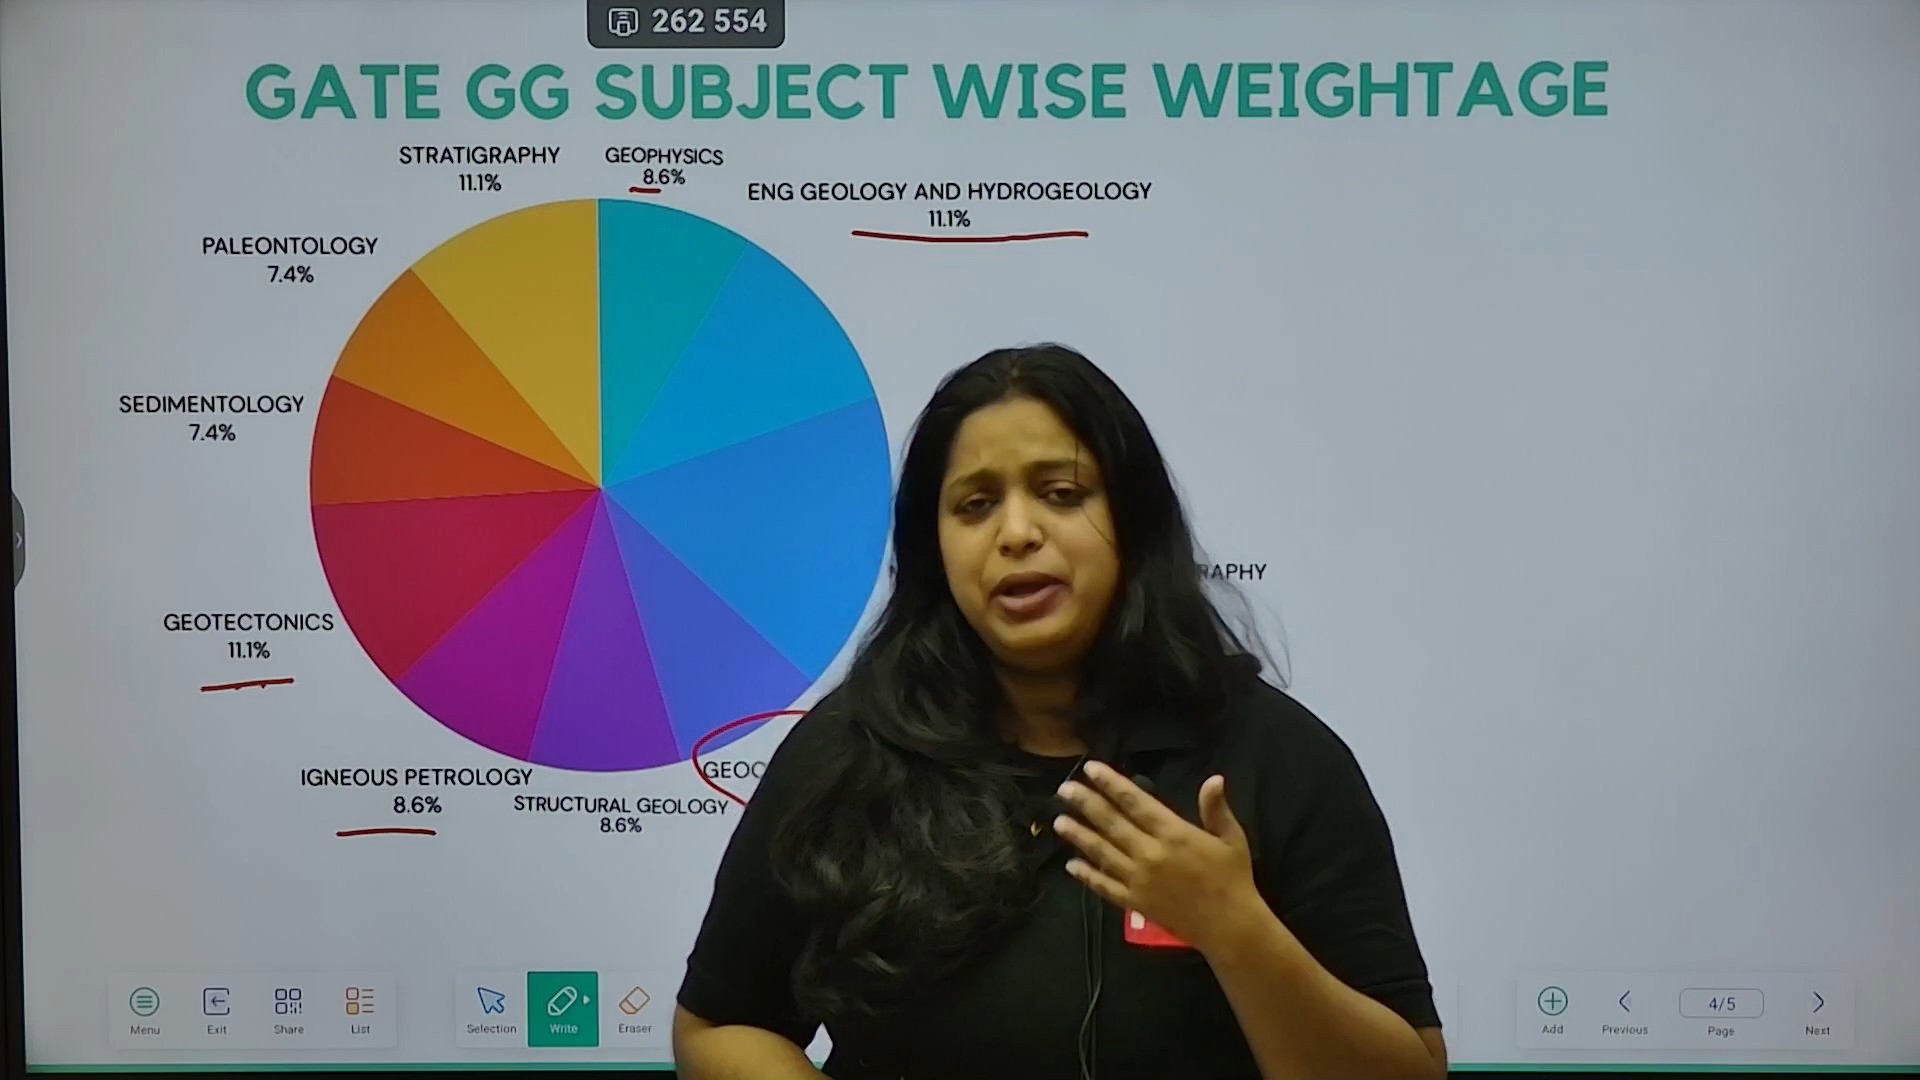 262 554
GATE GG SUBJECT WISE WEIGHTAGE
STRATIGRAPHY
11.1%
GEOPHYSICS
8.6%
ENG GEOLOGY AND HYDROGEOLOGY
11.1%
PALEONTOLOGY
7.4%
SEDIMENTOLOGY
7.4%
RAPHY
GEOTECTONICS
11.1%
GEOC
IGNEOUS PETROLOGY
8.6%
STRUCTURAL GEOLOGY
8.6%
Menu
Exit
Share
List
Selection
Write
Eraser
Add
Previous
4/5
Page
Next